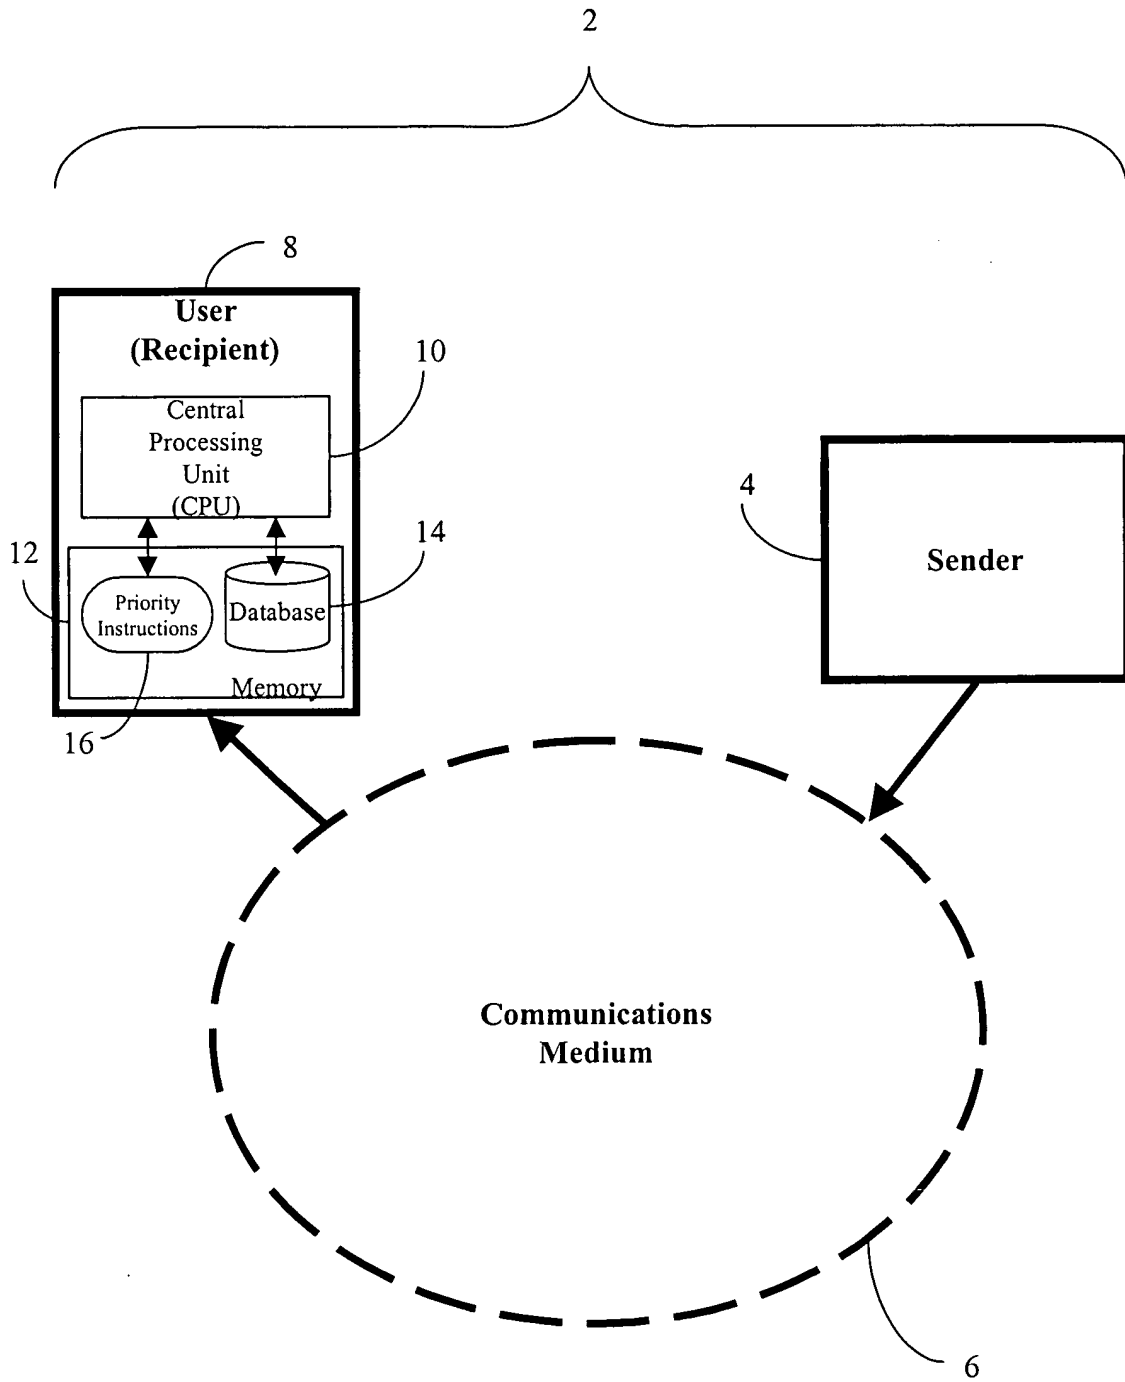 2
8
User
(Recipient)
10
Central
Processing
Unit
(CPU)
4
14
12
Sender
Priority
Instructions
Database
Memory
16
Communications
Medium
6